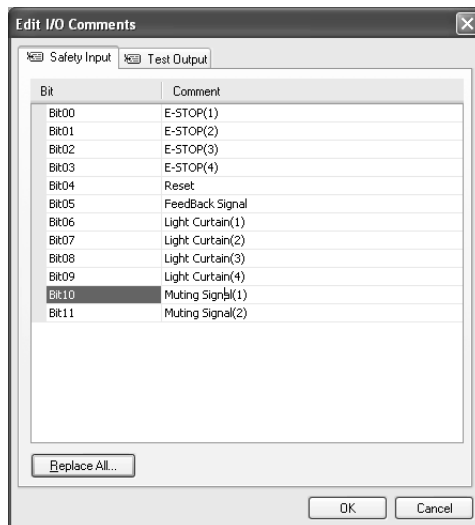 Edit I/O Comments
Safety Input Test Output
Bit Comment
Bit00 E-STOP(1)
Bit01 E-STOP(2)
Bit02 E-STOP(3)
Bit03 E-STOP(4)
Bit04 Reset
Bit05 FeedBack Signal
Bit06 Light Curtain(1)
Bit07 Light Curtain(2)
Bit08 Light Curtain(3)
Bit09 Light Curtain(4)
Bit10 Muting Signal(1)
Bit11 Muting Signal(2)
Replace All...
OK Cancel